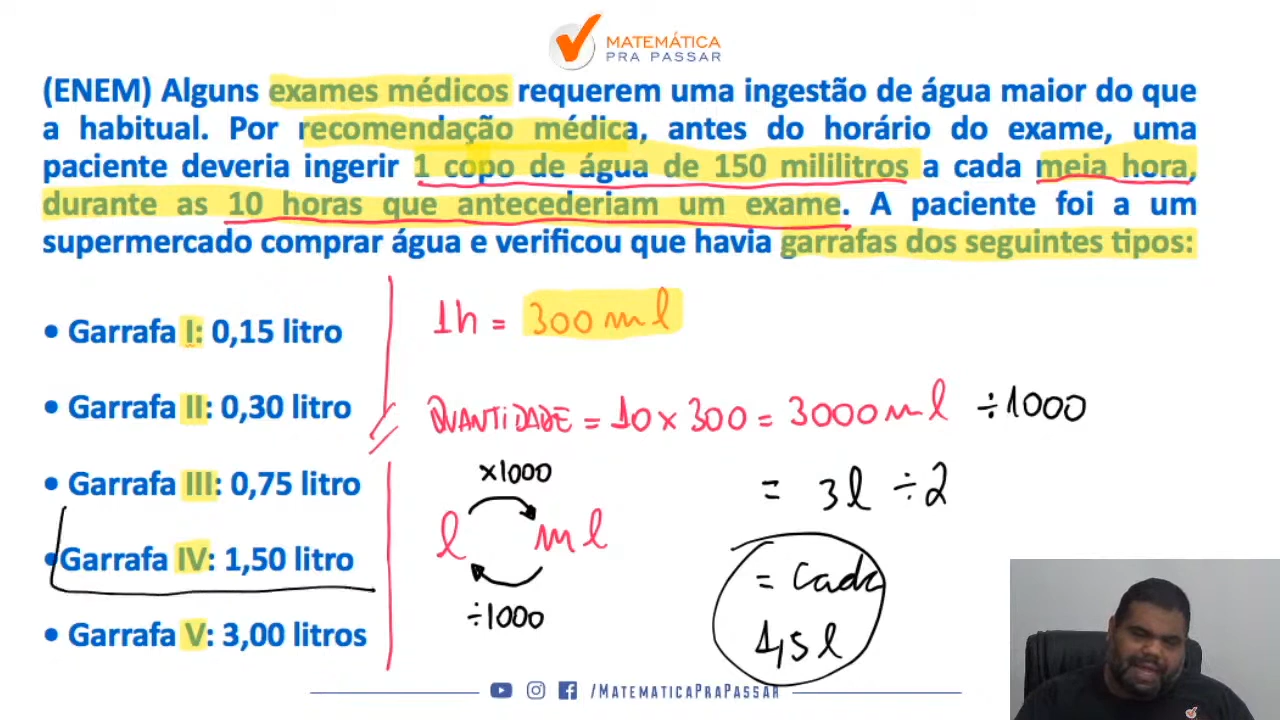 MATEMÁTICA
PRA PASSAR
(ENEM) Alguns exames médicos requerem uma ingestão de água maior do que
a habitual. Por recomendação médica, antes do horário do exame, uma
paciente deveria ingerir 1 copo de água de 150 mililitros a cada meia hora,
durante as 10 horas que antecederiam um exame. A paciente foi a um
supermercado comprar água e verificou que havia garrafas dos seguintes tipos:
• Garrafa I: 0,15 litro
• Garrafa II: 0,30 litro
• Garrafa III: 0,75 litro
•Garrafa IV: 1,50 litro
• Garrafa V: 3,00 litros
1h = 300 ml
QUANTIDADE = 10 x 300 = 3000 ml ÷1000
= 3l ÷2
= cada
1,5 l
x1000
l ml
÷1000
/MATEMATICAPRAPASSAR